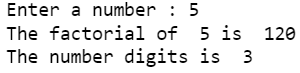 Enter a number : 5
The factorial of  5 is  120
The number digits is  3